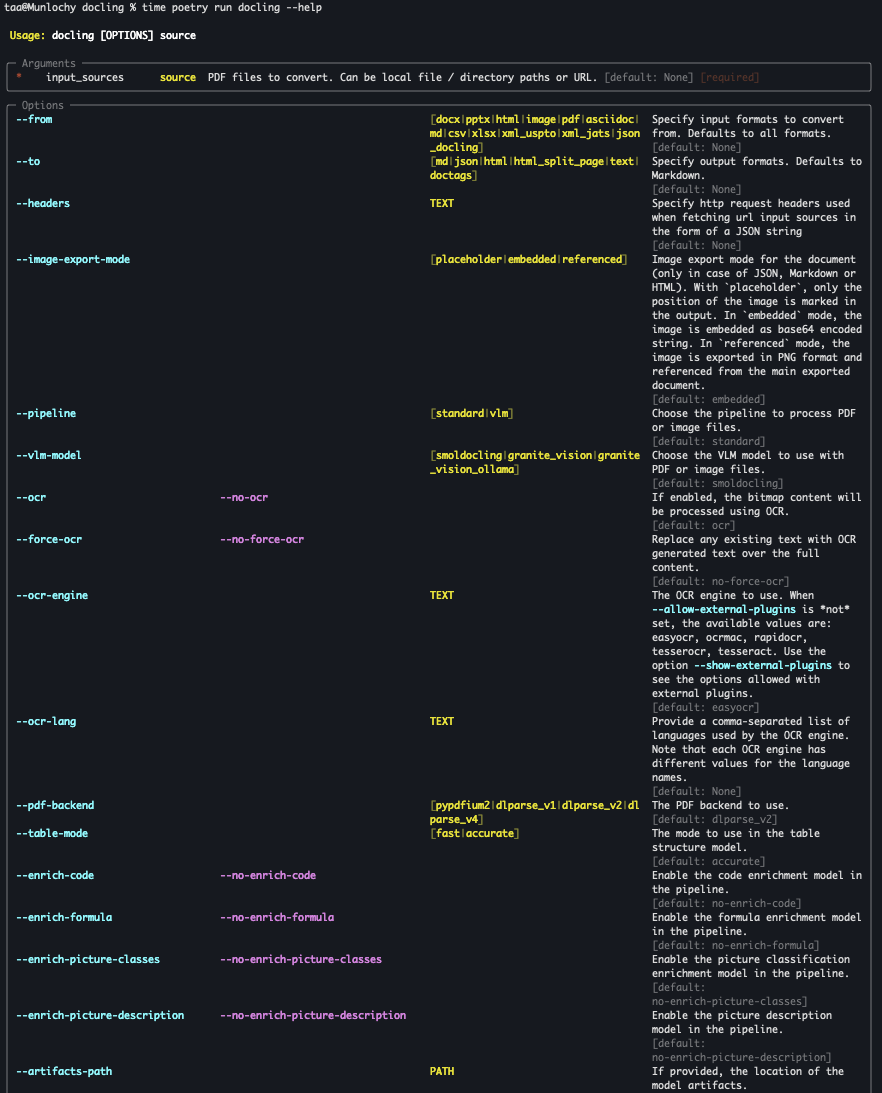 taa@Munlochy docling % time poetry run docling --help
Usage: docling [OPTIONS] source
Arguments
* input_sources source PDF files to convert. Can be local file / directory paths or URL. [default: None] [required]
Options
--from [docx|pptx|html|image|pdf|asciidoc| Specify input formats to convert
md|csv|xlsx|xml_uspto|xml_jats|json from. Defaults to all formats.
_docling] [default: None]
--to [md|json|html|html_split_page|text| Specify output formats. Defaults to
doctags] Markdown.
[default: None]
--headers TEXT Specify http request headers used
when fetching url input sources in
the form of a JSON string
[default: None]
--image-export-mode [placeholder|embedded|referenced] Image export mode for the document
(only in case of JSON, Markdown or
HTML). With `placeholder`, only the
position of the image is marked in
the output. In `embedded` mode, the
image is embedded as base64 encoded
string. In `referenced` mode, the
image is exported in PNG format and
referenced from the main exported
document.
[default: embedded]
--pipeline [standard|vlm] Choose the pipeline to process PDF
or image files.
[default: standard]
--vlm-model [smoldocling|granite_vision|granite Choose the VLM model to use with
_vision_ollama] PDF or image files.
[default: smoldocling]
--ocr --no-ocr If enabled, the bitmap content will
be processed using OCR.
[default: ocr]
--force-ocr --no-force-ocr Replace any existing text with OCR
generated text over the full
content.
[default: no-force-ocr]
--ocr-engine TEXT The OCR engine to use. When
--allow-external-plugins is *not*
set, the available values are:
easyocr, ocrmac, rapidocr,
tesserocr, tesseract. Use the
option --show-external-plugins to
see the options allowed with
external plugins.
[default: easyocr]
--ocr-lang TEXT Provide a comma-separated list of
languages used by the OCR engine.
Note that each OCR engine has
different values for the language
names.
[default: None]
--pdf-backend [pypdfium2|dlparse_v1|dlparse_v2|dl The PDF backend to use.
parse_v4] [default: dlparse_v2]
--table-mode [fast|accurate] The mode to use in the table
structure model.
[default: accurate]
--enrich-code --no-enrich-code Enable the code enrichment model in
the pipeline.
[default: no-enrich-code]
--enrich-formula --no-enrich-formula Enable the formula enrichment model
in the pipeline.
[default: no-enrich-formula]
--enrich-picture-classes --no-enrich-picture-classes Enable the picture classification
enrichment model in the pipeline.
[default:
no-enrich-picture-classes]
--enrich-picture-description --no-enrich-picture-description Enable the picture description
model in the pipeline.
[default:
no-enrich-picture-description]
--artifacts-path PATH If provided, the location of the
model artifacts.